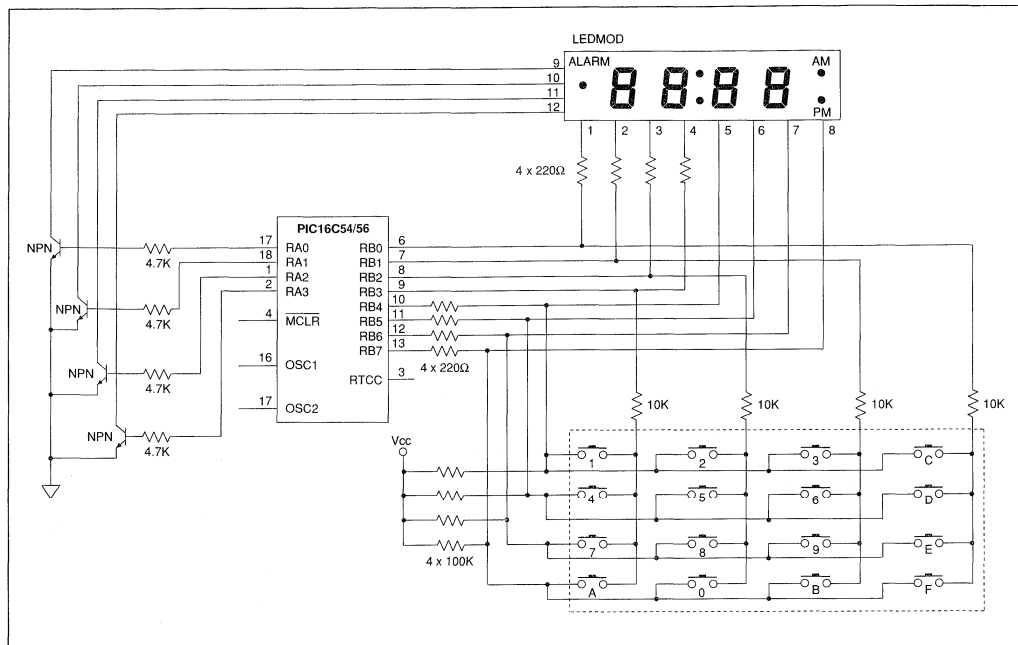 LEDMOD
ALARM
AM
PM
9
10
11
12
1 2 3 4 5 6 7 8
4 x 220Ω
PIC16C54/56
17 RA0 RB0 6
18 RA1 RB1 7
1 RA2 RB2 8
2 RA3 RB3 9
RB4 10
4 MCLR RB5 11
RB6 12
RB7 13
16 OSC1
RTCC 3
17 OSC2
4 x 220Ω
NPN
4.7K
NPN
4.7K
NPN
4.7K
NPN
4.7K
10K 10K 10K 10K
Vcc
4 x 100K
1 2 3 C
4 5 6 D
7 8 9 E
A 0 B F